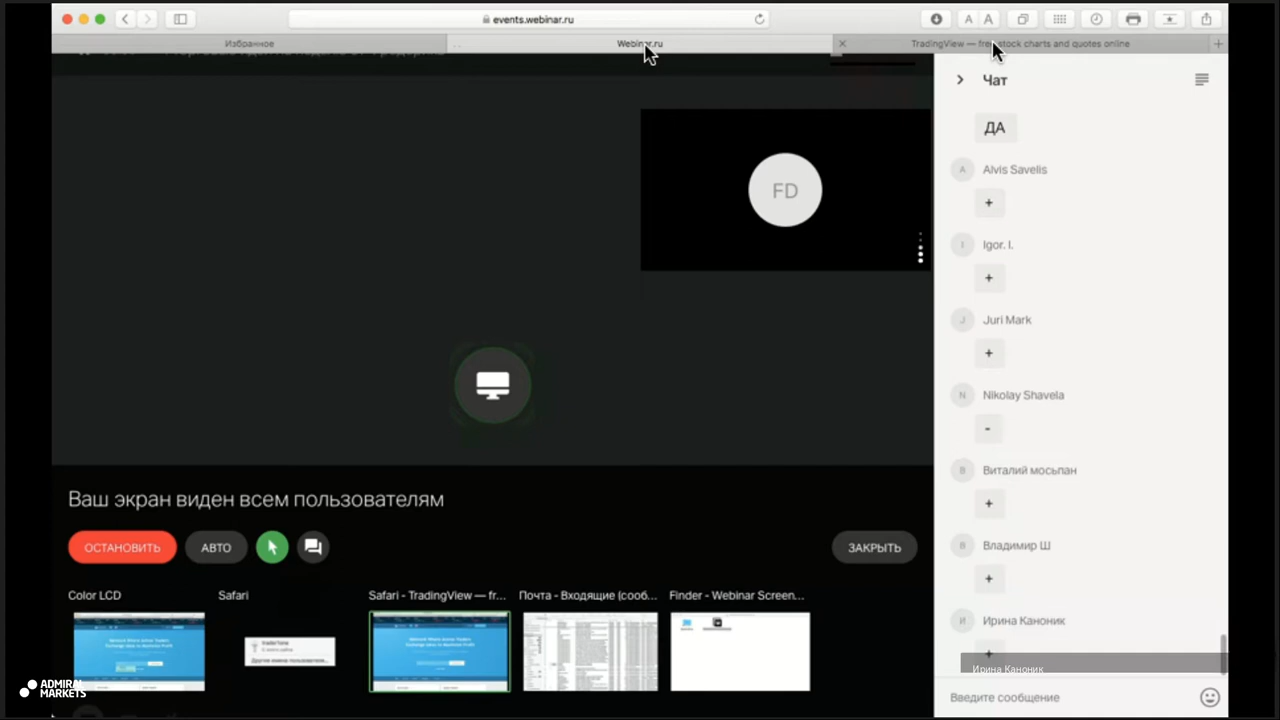 events.webinar.ru
A A
Избранное
Webinar.ru
TradingView — free stock charts and quotes online
Чат
ДА
A
Alvis Savelis
+
FD
I
Igor. I.
+
J
Juri Mark
+
N
Nikolay Shavela
-
В
Виталий мосьпан
+
В
Владимир Ш
+
И
Ирина Каноник
+
Ирина Каноник
Введите сообщение
Ваш экран виден всем пользователям
ОСТАНОВИТЬ
АВТО
ЗАКРЫТЬ
Color LCD
Safari
Safari - TradingView — fr...
Почта - Входящие (сооб...
Finder - Webinar Screen...
ADMIRAL
MARKETS